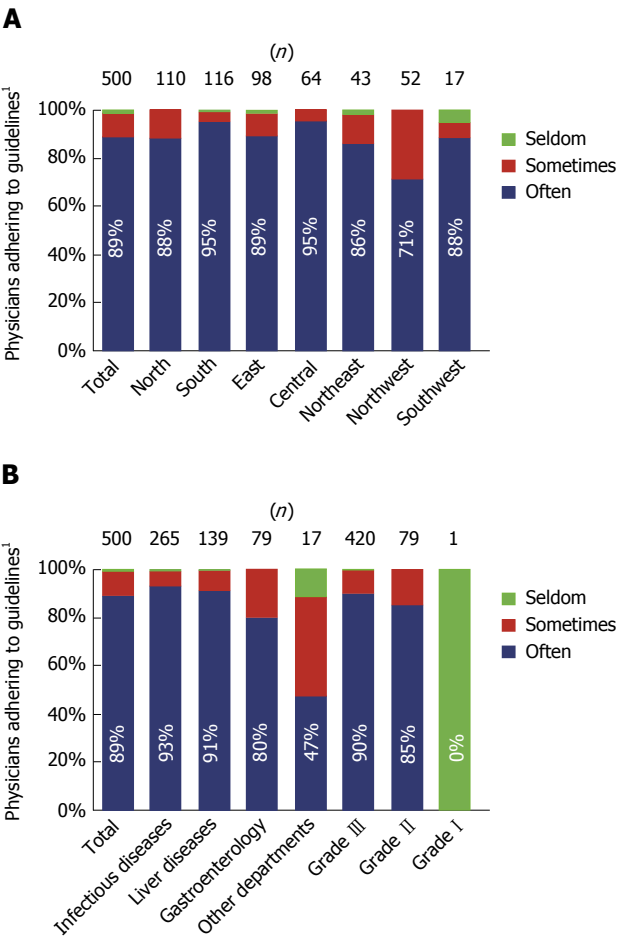 A
(n)
500 110 116 98 64 43 52 17
100%
80%
60%
40%
20%
0%
Physicians adhering to guidelines¹
89% 88% 95% 89% 95% 86% 71% 88%
Total North South East Central Northeast Northwest Southwest
Seldom
Sometimes
Often
B
(n)
500 265 139 79 17 420 79 1
100%
80%
60%
40%
20%
0%
Physicians adhering to guidelines¹
89% 93% 91% 80% 47% 90% 85% 0%
Total Infectious diseases Liver diseases Gastroenterology Other departments Grade Ⅲ Grade Ⅱ Grade Ⅰ
Seldom
Sometimes
Often